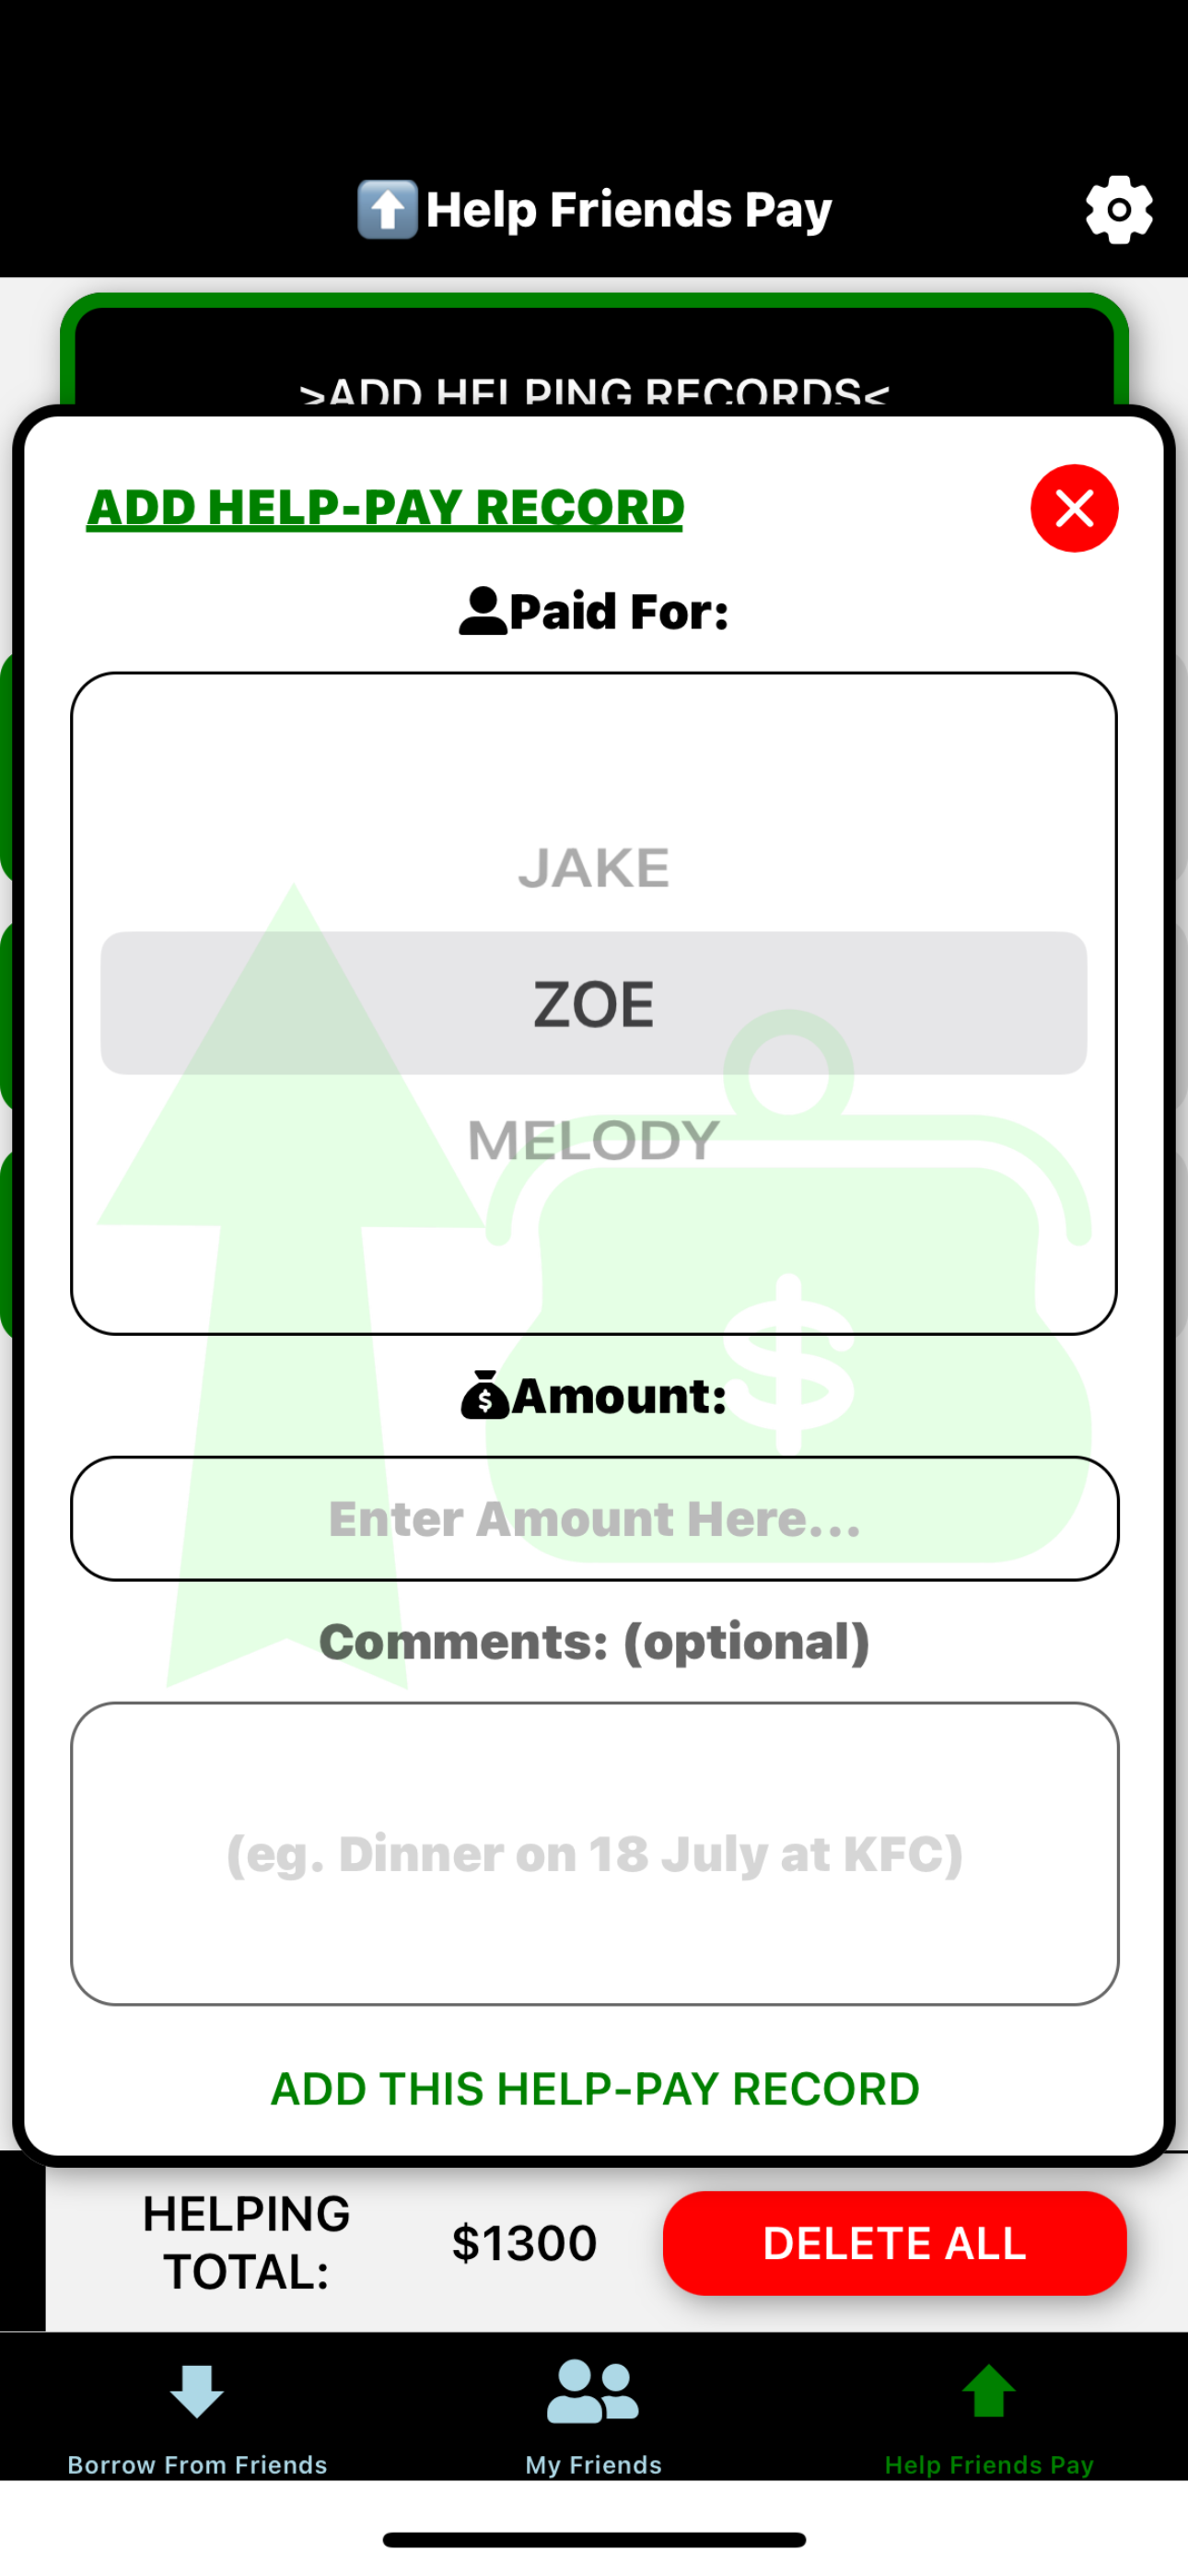 Help Friends Pay
>ADD HELPING RECORDS<
ADD HELP-PAY RECORD
Paid For:
JAKE
ZOE
MELODY
$
Amount:
Enter Amount Here...
Comments: (optional)
(eg. Dinner on 18 July at KFC)
ADD THIS HELP-PAY RECORD
HELPING
TOTAL:
$1300
DELETE ALL
Borrow From Friends
My Friends
Help Friends Pay